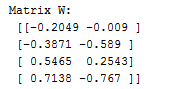 Matrix W:
[[-0.2049 -0.009 ]
[-0.3871 -0.589 ]
[ 0.5465 0.2543]
[ 0.7138 -0.767 ]]